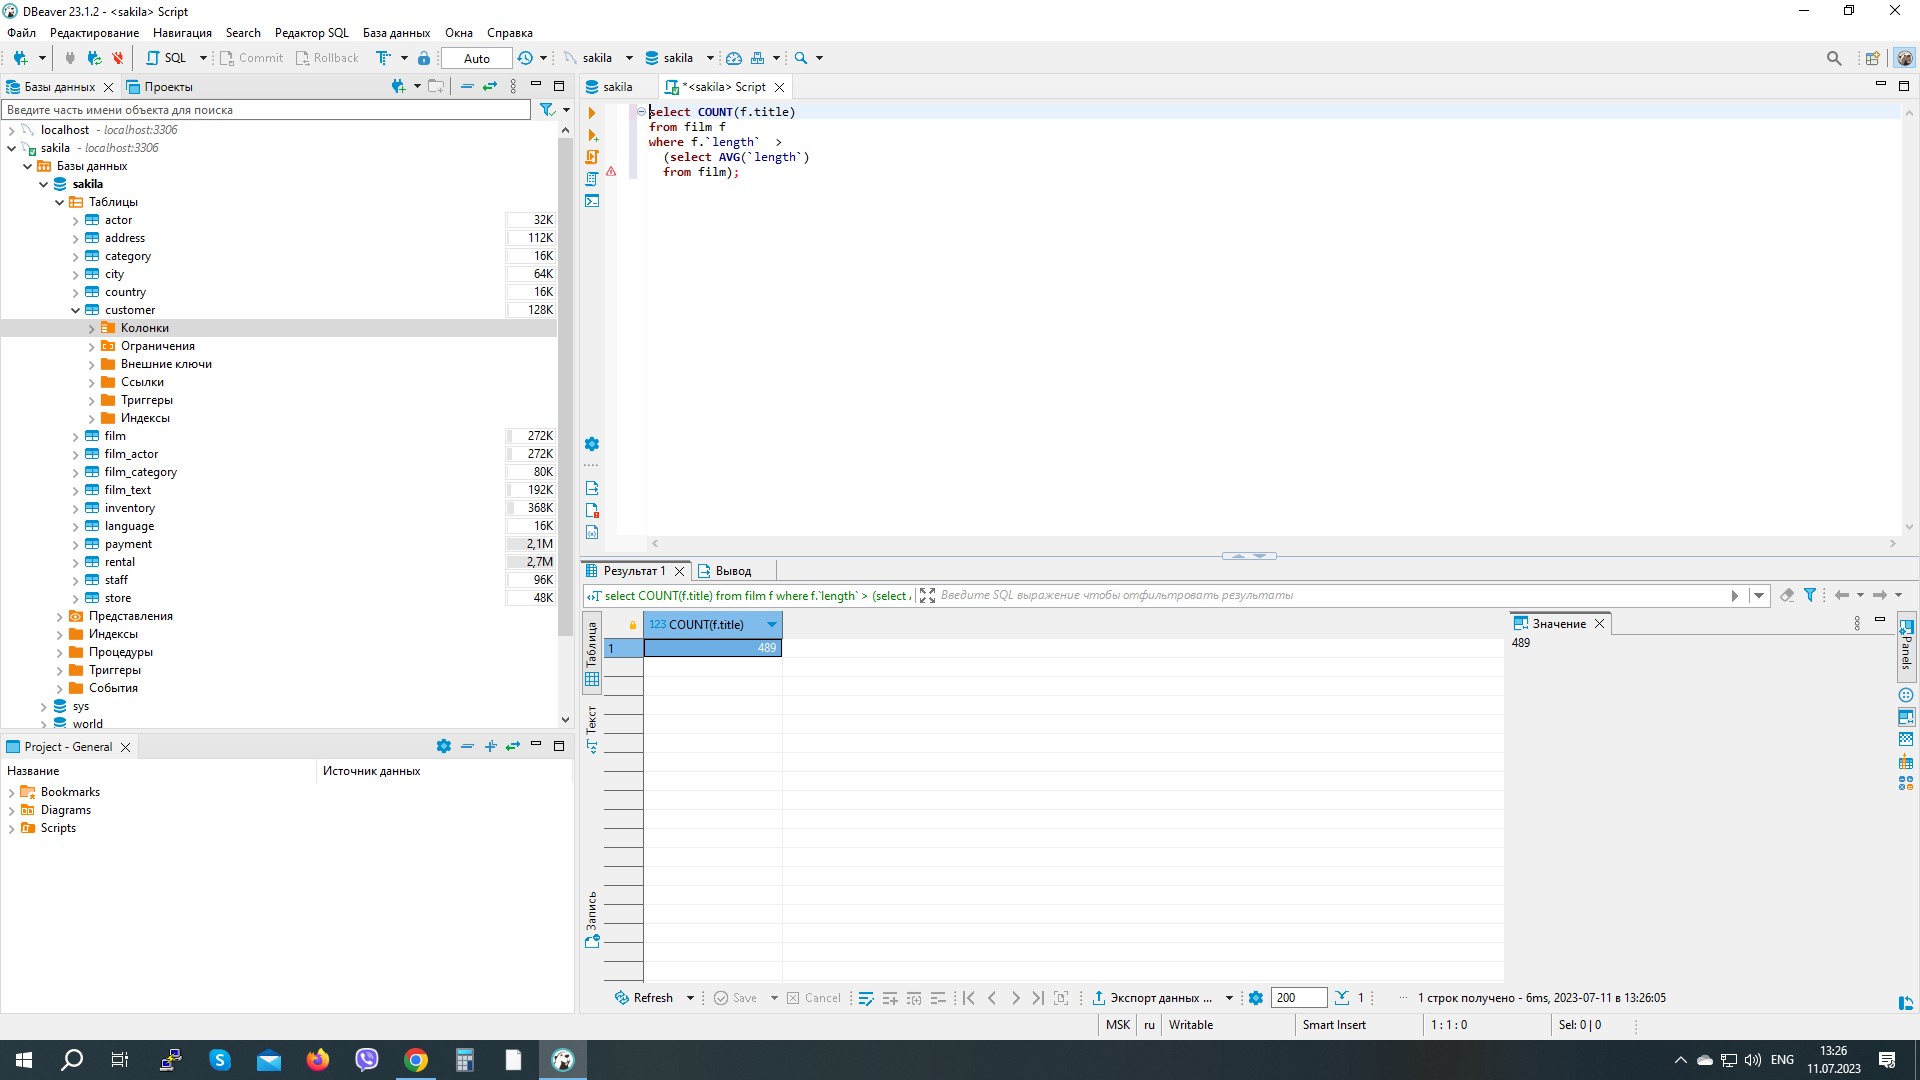 DBeaver 23.1.2 - <sakila> Script
Файл Редактирование Навигация Search Редактор SQL База данных Окна Справка
SQL Commit Rollback Auto sakila sakila
Базы данных Проекты
Введите часть имени объекта для поиска
localhost - localhost:3306
sakila - localhost:3306
Базы данных
sakila
Таблицы
actor 32K
address 112K
category 16K
city 64K
country 16K
customer 128K
Колонки
Ограничения
Внешние ключи
Ссылки
Триггеры
Индексы
film 272K
film_actor 272K
film_category 80K
film_text 192K
inventory 368K
language 16K
payment 2,1M
rental 2,7M
staff 96K
store 48K
Представления
Индексы
Процедуры
Триггеры
События
sys
world
Project - General
Название Источник данных
Bookmarks
Diagrams
Scripts
sakila *<sakila> Script
select COUNT(f.title)
from film f
where f.`length` >
(select AVG(`length`)
from film);
Результат 1 Вывод
select COUNT(f.title) from film f where f.`length` > (select Введите SQL выражение чтобы отфильтровать результаты
Таблица
Текст
Запись
123 COUNT(f.title)
1 489
Значение
489
Panels
Refresh Save Cancel Экспорт данных ... 200 1 ... 1 строк получено - 6ms, 2023-07-11 в 13:26:05
MSK ru Writable Smart Insert 1 : 1 : 0 Sel: 0 | 0
ENG
13:26
11.07.2023